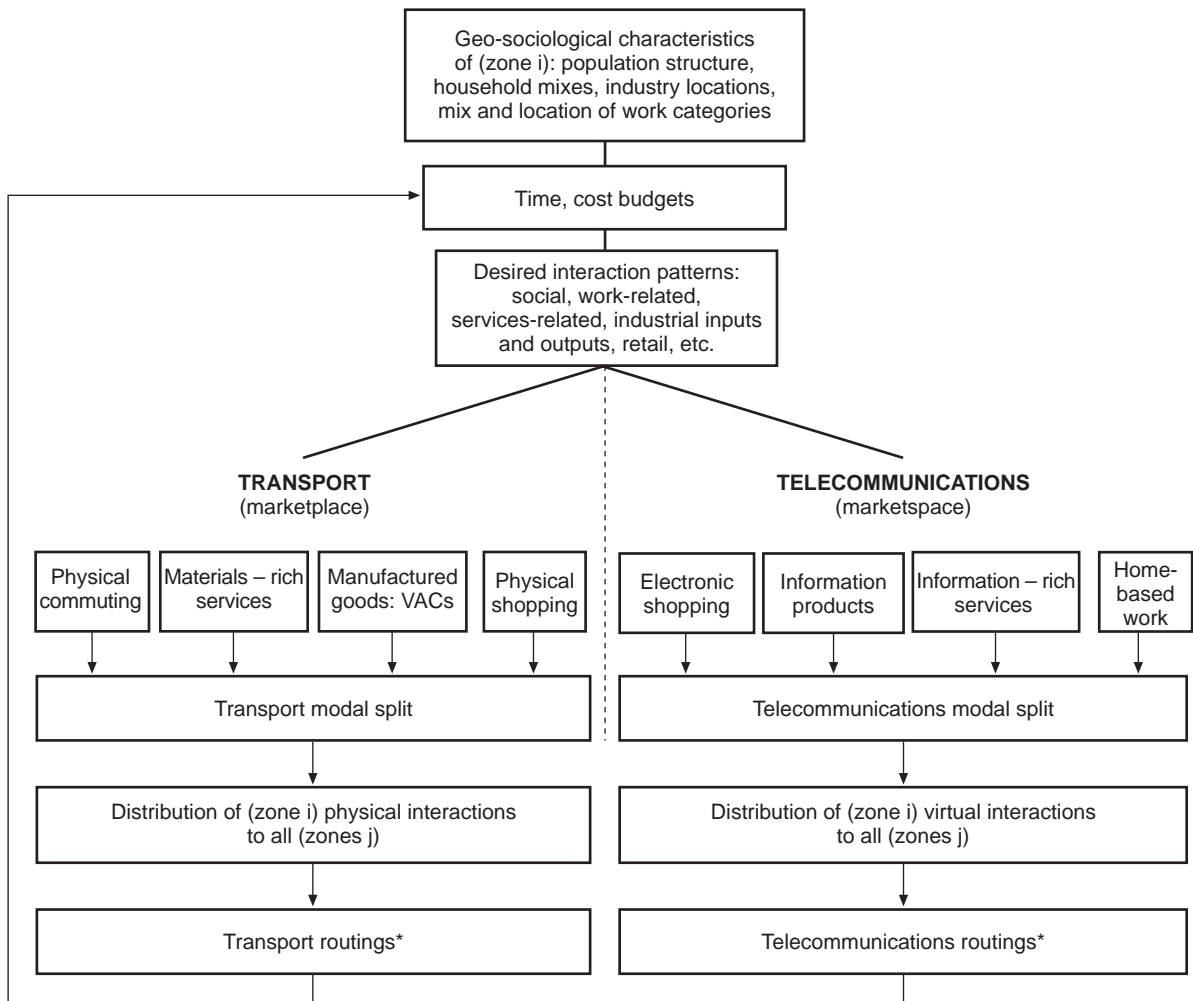 Geo-sociological characteristics
of (zone i): population structure,
household mixes, industry locations,
mix and location of work categories
Time, cost budgets
Desired interaction patterns:
social, work-related,
services-related, industrial inputs
and outputs, retail, etc.
TRANSPORT
(marketplace)
TELECOMMUNICATIONS
(marketspace)
Physical
commuting
Materials – rich
services
Manufactured
goods: VACs
Physical
shopping
Electronic
shopping
Information
products
Information – rich
services
Home-
based
work
Transport modal split
Telecommunications modal split
Distribution of (zone i) physical interactions
to all (zones j)
Distribution of (zone i) virtual interactions
to all (zones j)
Transport routings*
Telecommunications routings*